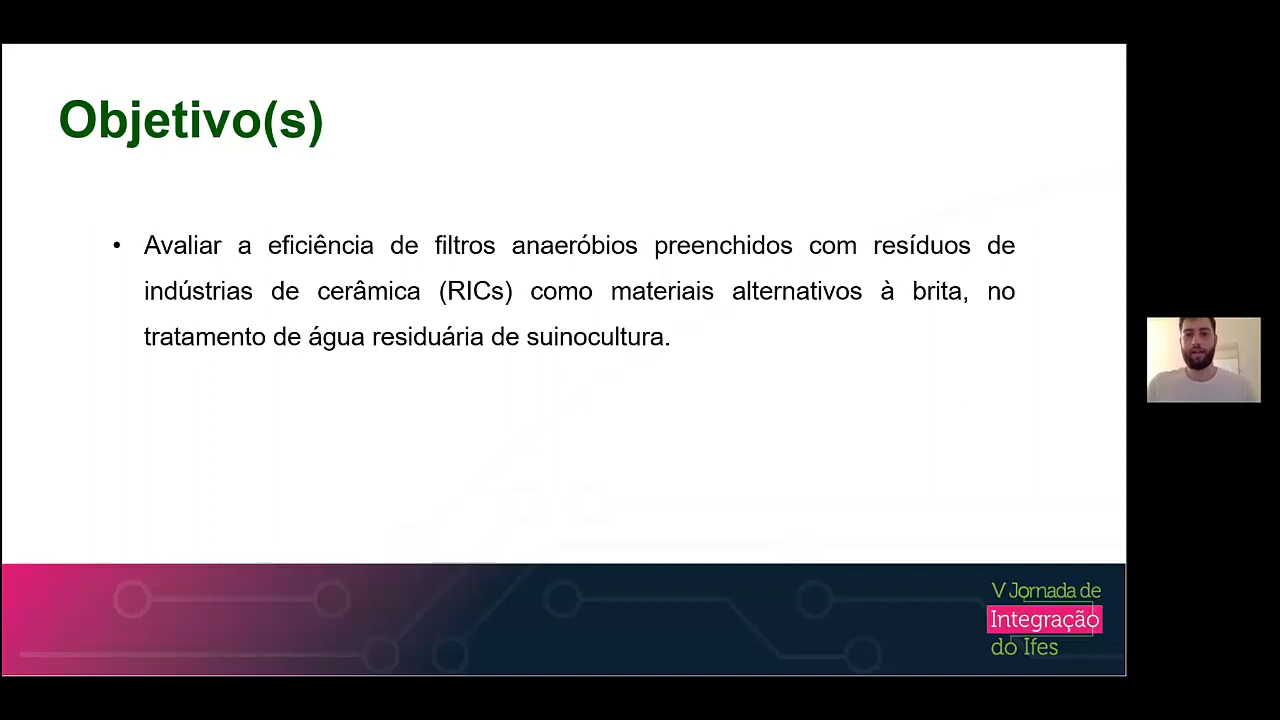 Objetivo(s)
• Avaliar a eficiência de filtros anaeróbios preenchidos com resíduos de
indústrias de cerâmica (RICs) como materiais alternativos à brita, no
tratamento de água residuária de suinocultura.
V Jornada de
Integração
do Ifes